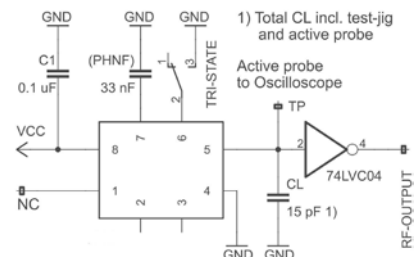 GND GND GND
1) Total CL incl. test-jig
and active probe
C1
0.1 uF
(PHNF)
33 nF
1
3
2
TRI-STATE
Active probe
to Oscilloscope
TP
VCC
8
7
6
5
2
4
74LVC04
NC
1
2
3
4
CL
15 pF 1)
RF-OUTPUT
GND GND